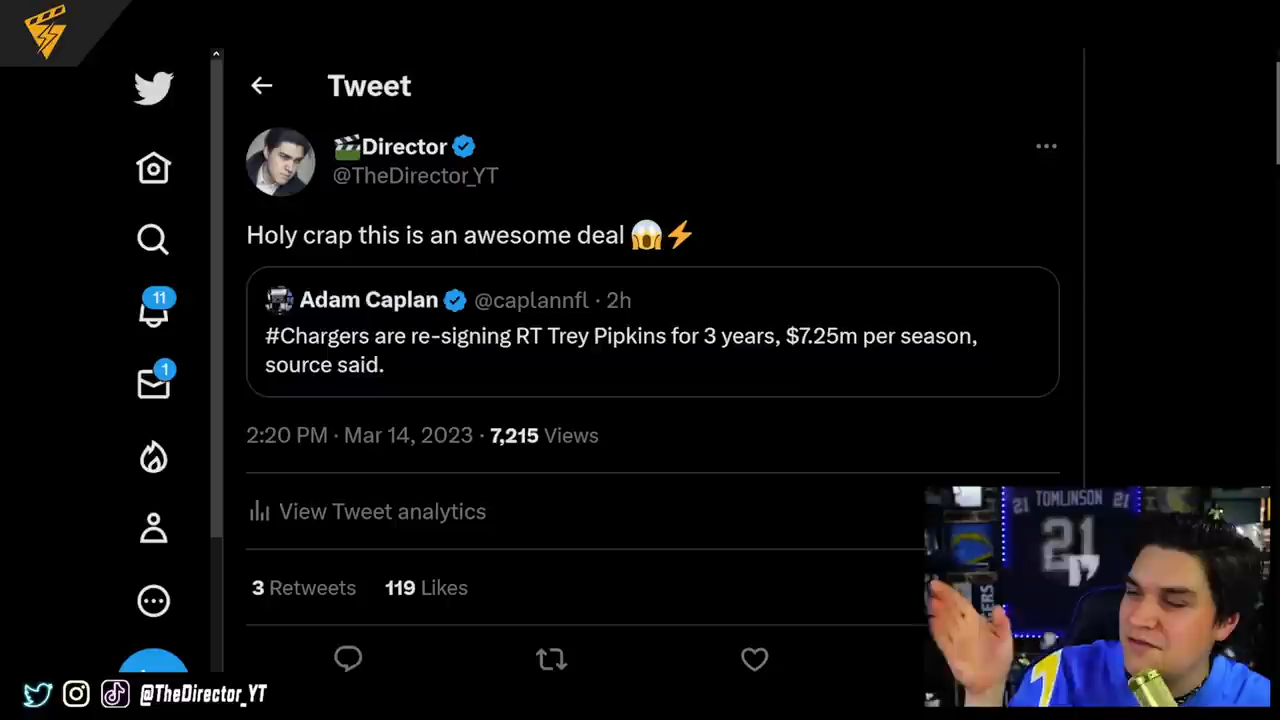 Tweet
🎬Director
@TheDirector_YT
Holy crap this is an awesome deal 😱⚡
Adam Caplan @caplannfl · 2h
#Chargers are re-signing RT Trey Pipkins for 3 years, $7.25m per season,
source said.
11
1
2:20 PM · Mar 14, 2023 · 7,215 Views
View Tweet analytics
3 Retweets 119 Likes
21 TOMLINSON 21
21
@TheDirector_YT